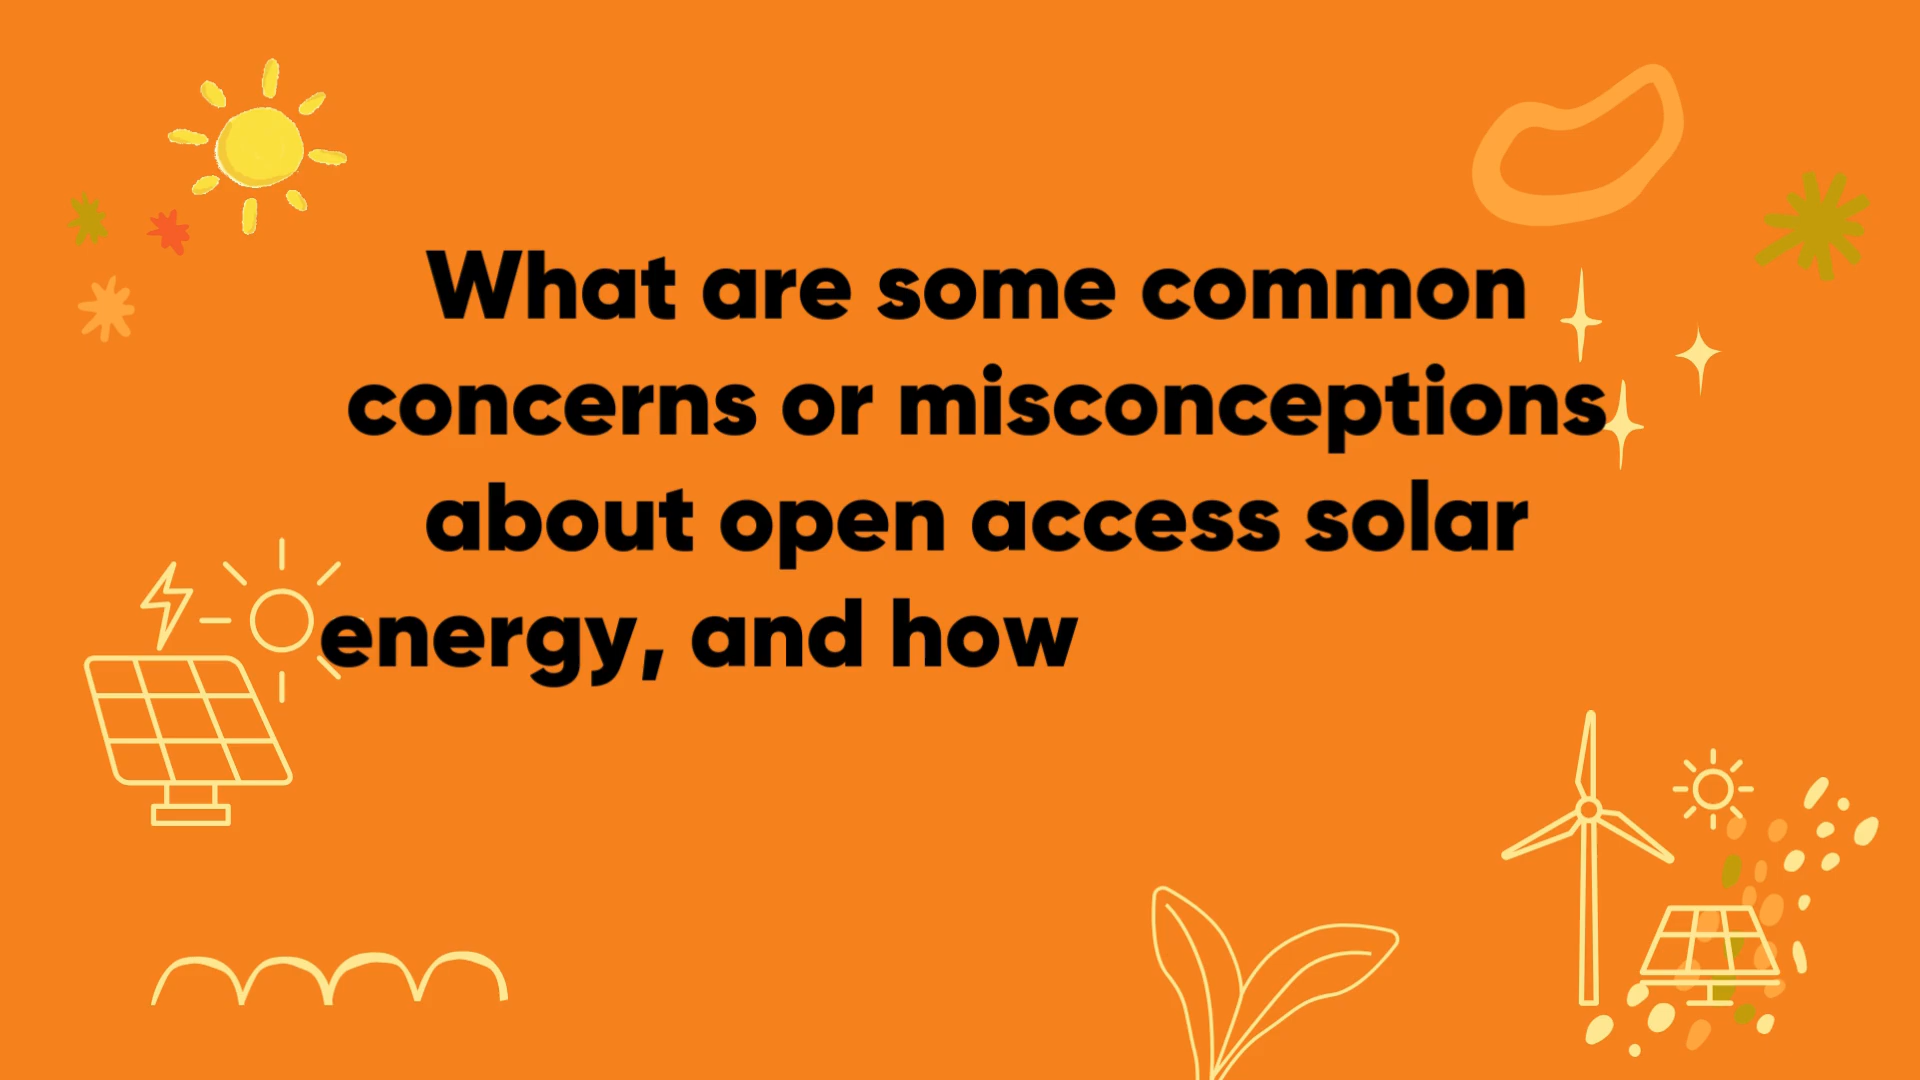 What are some common
concerns or misconceptions
about open access solar
energy, and how